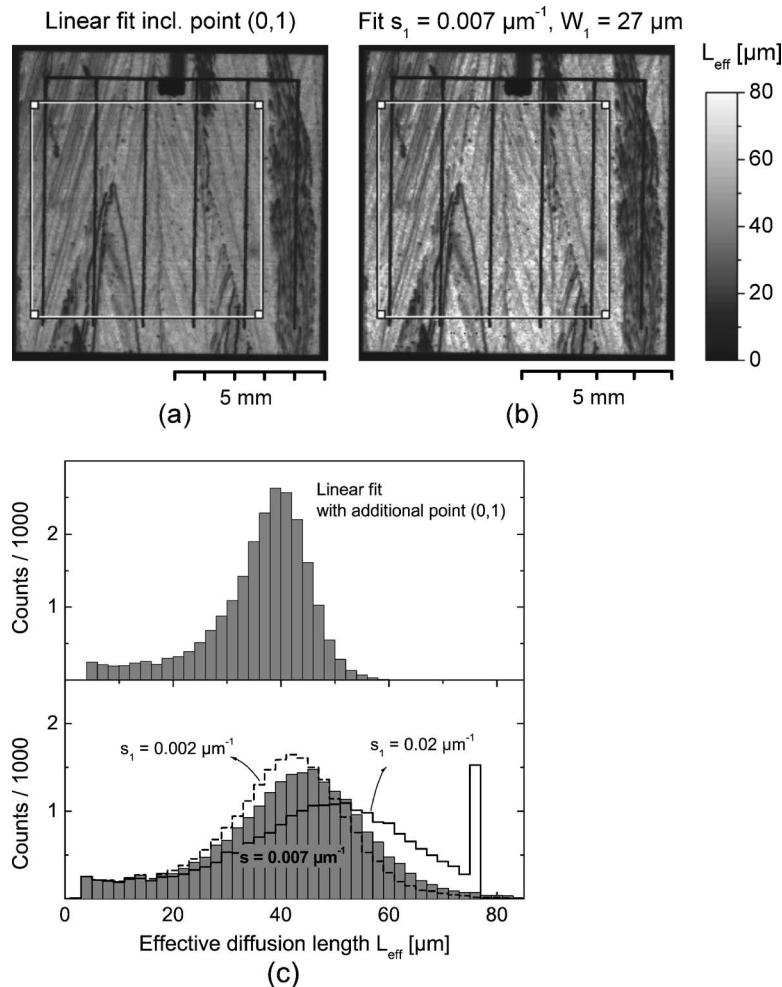 Linear fit incl. point (0,1)
Fit s₁ = 0.007 µm⁻¹, W₁ = 27 µm
L_eff [µm]
80
60
40
20
0
5 mm
5 mm
(a)
(b)
Linear fit
with additional point (0,1)
Counts / 1000
2
1
s₁ = 0.002 µm⁻¹
s₁ = 0.02 µm⁻¹
s = 0.007 µm⁻¹
Counts / 1000
2
1
0
0 20 40 60 80
Effective diffusion length L_eff [µm]
(c)